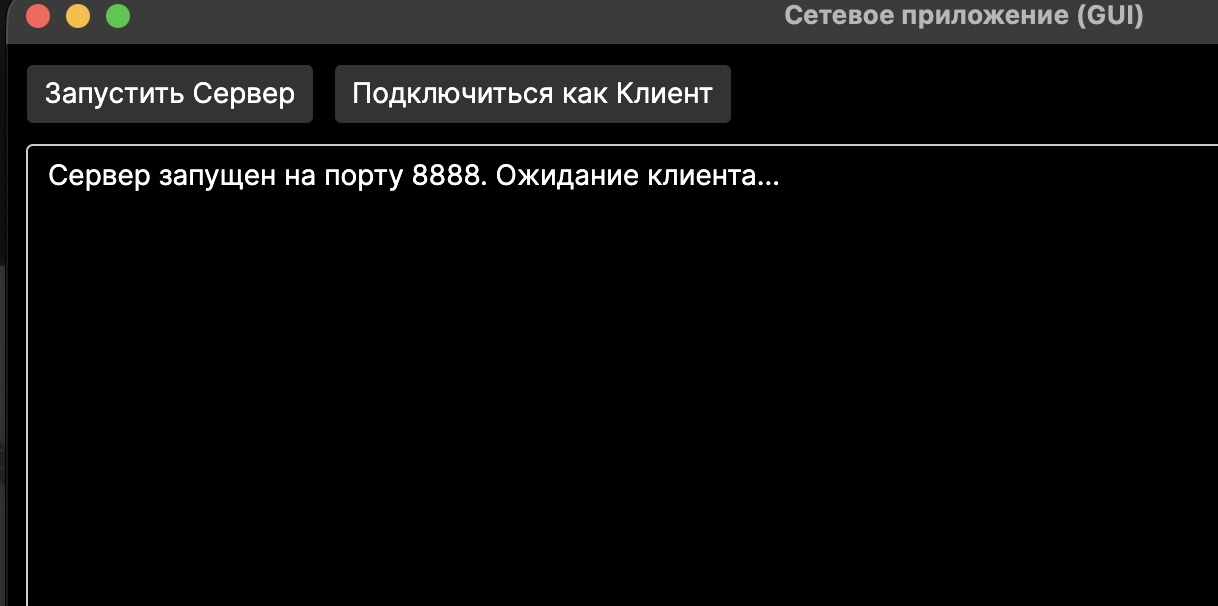 Сетевое приложение (GUI)
Запустить Сервер
Подключиться как Клиент
Сервер запущен на порту 8888. Ожидание клиента...